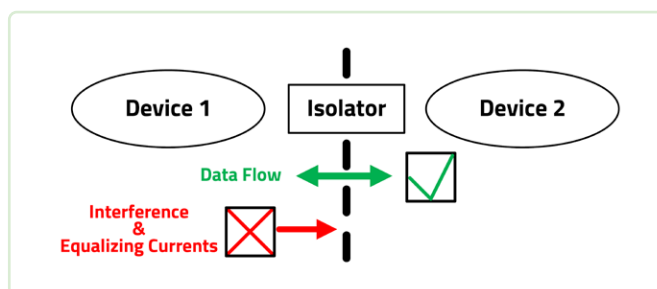 Device 1
Isolator
Device 2
Data Flow
Interference
&
Equalizing Currents